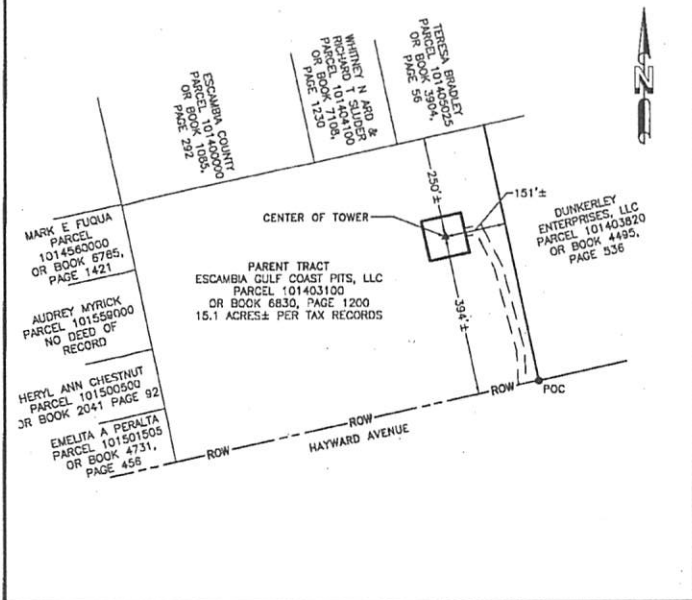 ESCAMBIA COUNTY
PARCEL 101400000
OR BOOK 1085,
PAGE 292
WHITNEY N ARD &
RICHARD T SLUDER
PARCEL 101404100
OR BOOK 7108,
PAGE 1230
TERESA BRADLEY
PARCEL 101405025
OR BOOK 3904,
PAGE 56
N
MARK E FUQUA
PARCEL
1014560000
OR BOOK 6785,
PAGE 1421
CENTER OF TOWER
250'±
151'±
DUNKERLEY
ENTERPRISES, LLC
PARCEL 101403820
OR BOOK 4495,
PAGE 536
PARENT TRACT
ESCAMBIA GULF COAST PITS, LLC
PARCEL 101403100
OR BOOK 6830, PAGE 1200
15.1 ACRES± PER TAX RECORDS
394'±
AUDREY MYRICK
PARCEL 101559000
NO DEED OF
RECORD
HERYL ANN CHESTNUT
PARCEL 101500500
OR BOOK 2041 PAGE 92
EMELITA A PERALTA
PARCEL 101501505
OR BOOK 4731,
PAGE 456
ROW
ROW
ROW
POC
HAYWARD AVENUE